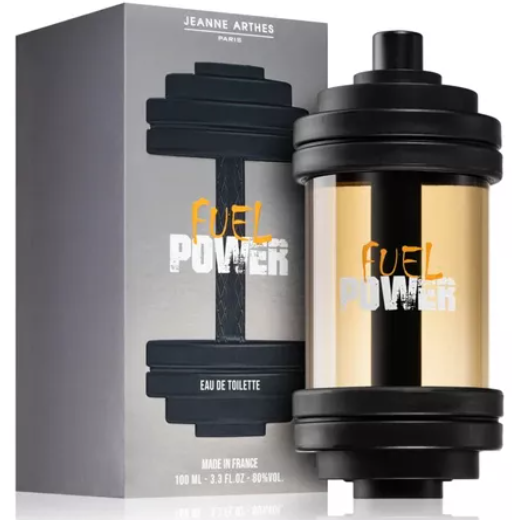 JEANNE ARTHES
PARIS
FUEL
POWER
EAU DE TOILETTE
MADE IN FRANCE
100 ML - 3.3 FL.OZ - 80%VOL.
FUEL
POWER